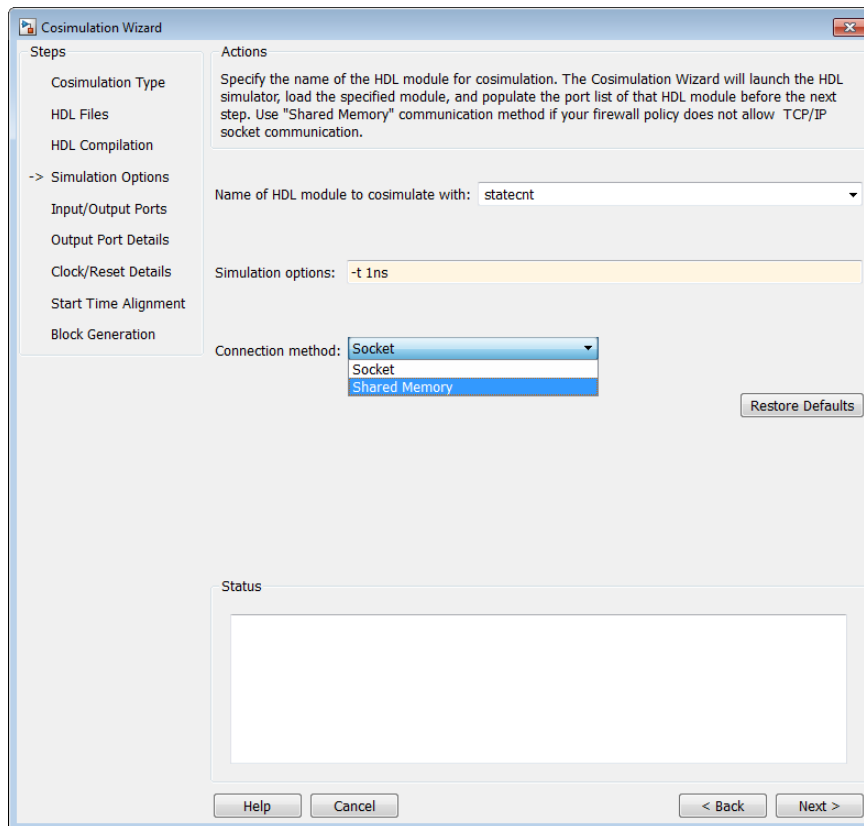 Cosimulation Wizard
Steps
Cosimulation Type
HDL Files
HDL Compilation
-> Simulation Options
Input/Output Ports
Output Port Details
Clock/Reset Details
Start Time Alignment
Block Generation
Actions
Specify the name of the HDL module for cosimulation. The Cosimulation Wizard will launch the HDL
simulator, load the specified module, and populate the port list of that HDL module before the next
step. Use "Shared Memory" communication method if your firewall policy does not allow TCP/IP
socket communication.
Name of HDL module to cosimulate with: statecnt
Simulation options: -t 1ns
Connection method: Socket
Socket
Shared Memory
Restore Defaults
Status
Help Cancel < Back Next >